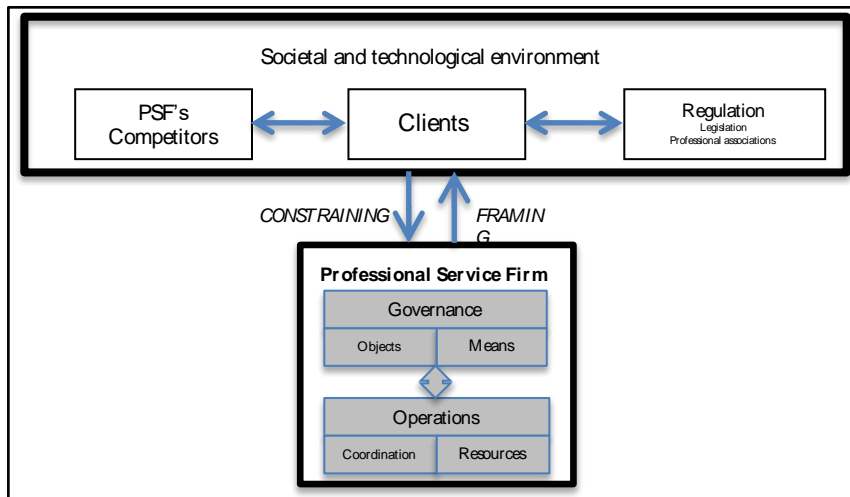 Societal and technological environment
PSF's
Competitors
Clients
Regulation
Legislation
Professional associations
CONSTRAINING
FRAMIN
G
Professional Service Firm
Governance
Objects
Means
Operations
Coordination
Resources